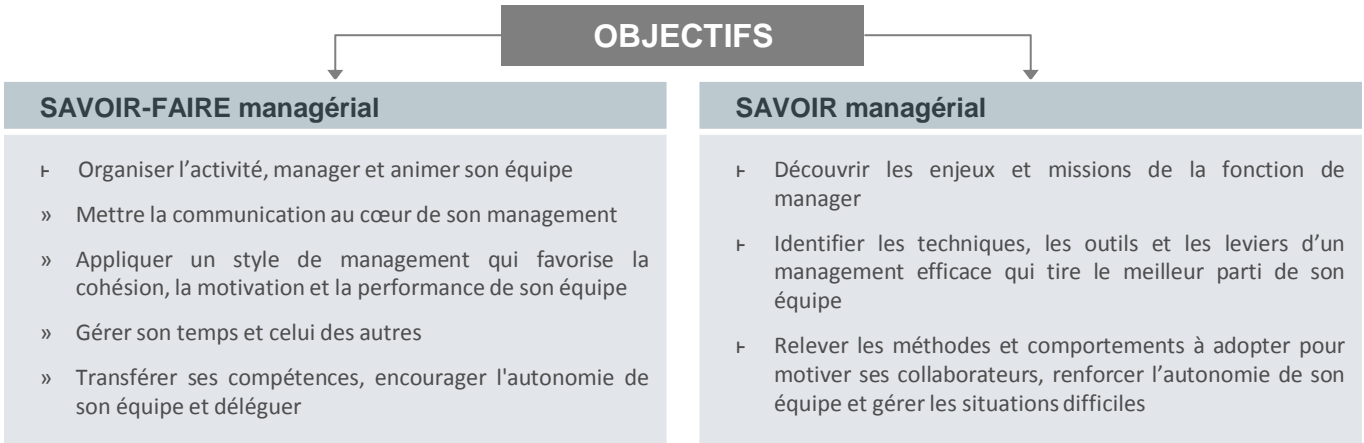 OBJECTIFS
SAVOIR-FAIRE managérial
⊦ Organiser l’activité, manager et animer son équipe
» Mettre la communication au cœur de son management
» Appliquer un style de management qui favorise la
cohésion, la motivation et la performance de son équipe
» Gérer son temps et celui des autres
» Transférer ses compétences, encourager l'autonomie de
son équipe et déléguer
SAVOIR managérial
⊦ Découvrir les enjeux et missions de la fonction de
manager
⊦ Identifier les techniques, les outils et les leviers d’un
management efficace qui tire le meilleur parti de son
équipe
⊦ Relever les méthodes et comportements à adopter pour
motiver ses collaborateurs, renforcer l’autonomie de son
équipe et gérer les situations difficiles